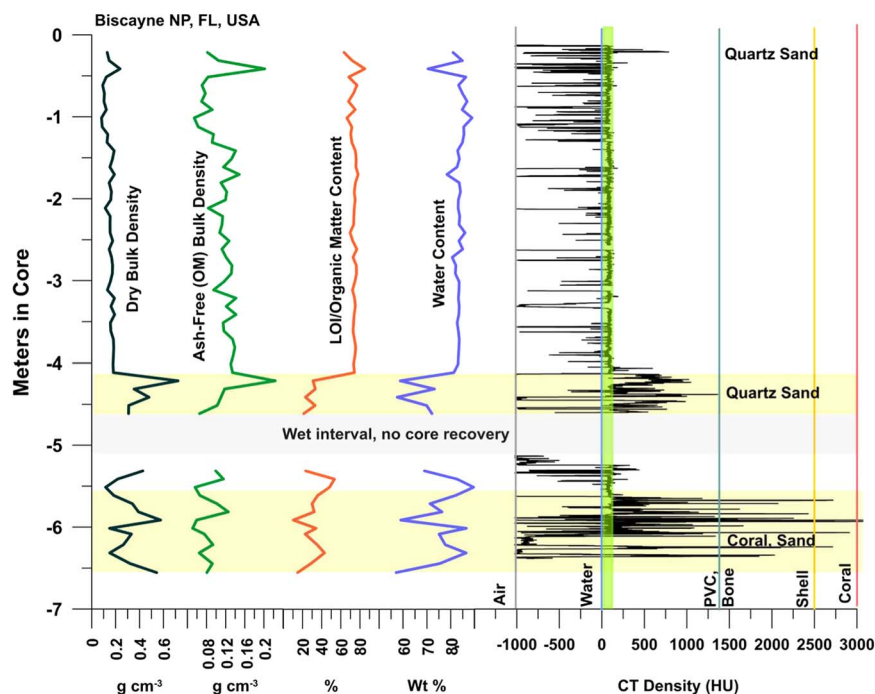 Biscayne NP, FL, USA
0
-1
-2
-3
-4
-5
-6
-7
Meters in Core
Dry Bulk Density
Ash-Free (OM) Bulk Density
LOI/Organic Matter Content
Water Content
Quartz Sand
Quartz Sand
Wet interval, no core recovery
Coral, Sand
Air
Water
PVC,
Bone
Shell
Coral
0 0.2 0.4 0.6
0.08 0.12 0.16 0.2
20 40 60 80
60 70 80
-1000 -500 0 500 1000 1500 2000 2500 3000
g cm-3
g cm-3
%
Wt %
CT Density (HU)